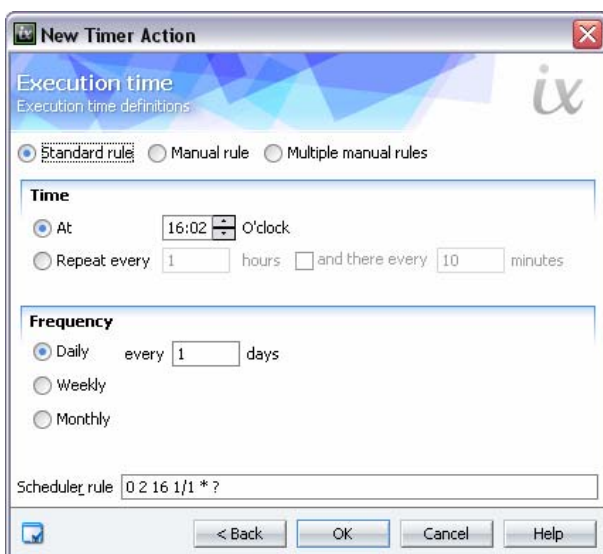 ix New Timer Action
Execution time
Execution time definitions
ix
Standard rule Manual rule Multiple manual rules
Time
At 16:02 O'clock
Repeat every 1 hours and there every 10 minutes
Frequency
Daily every 1 days
Weekly
Monthly
Scheduler rule 0 2 16 1/1 * ?
< Back OK Cancel Help